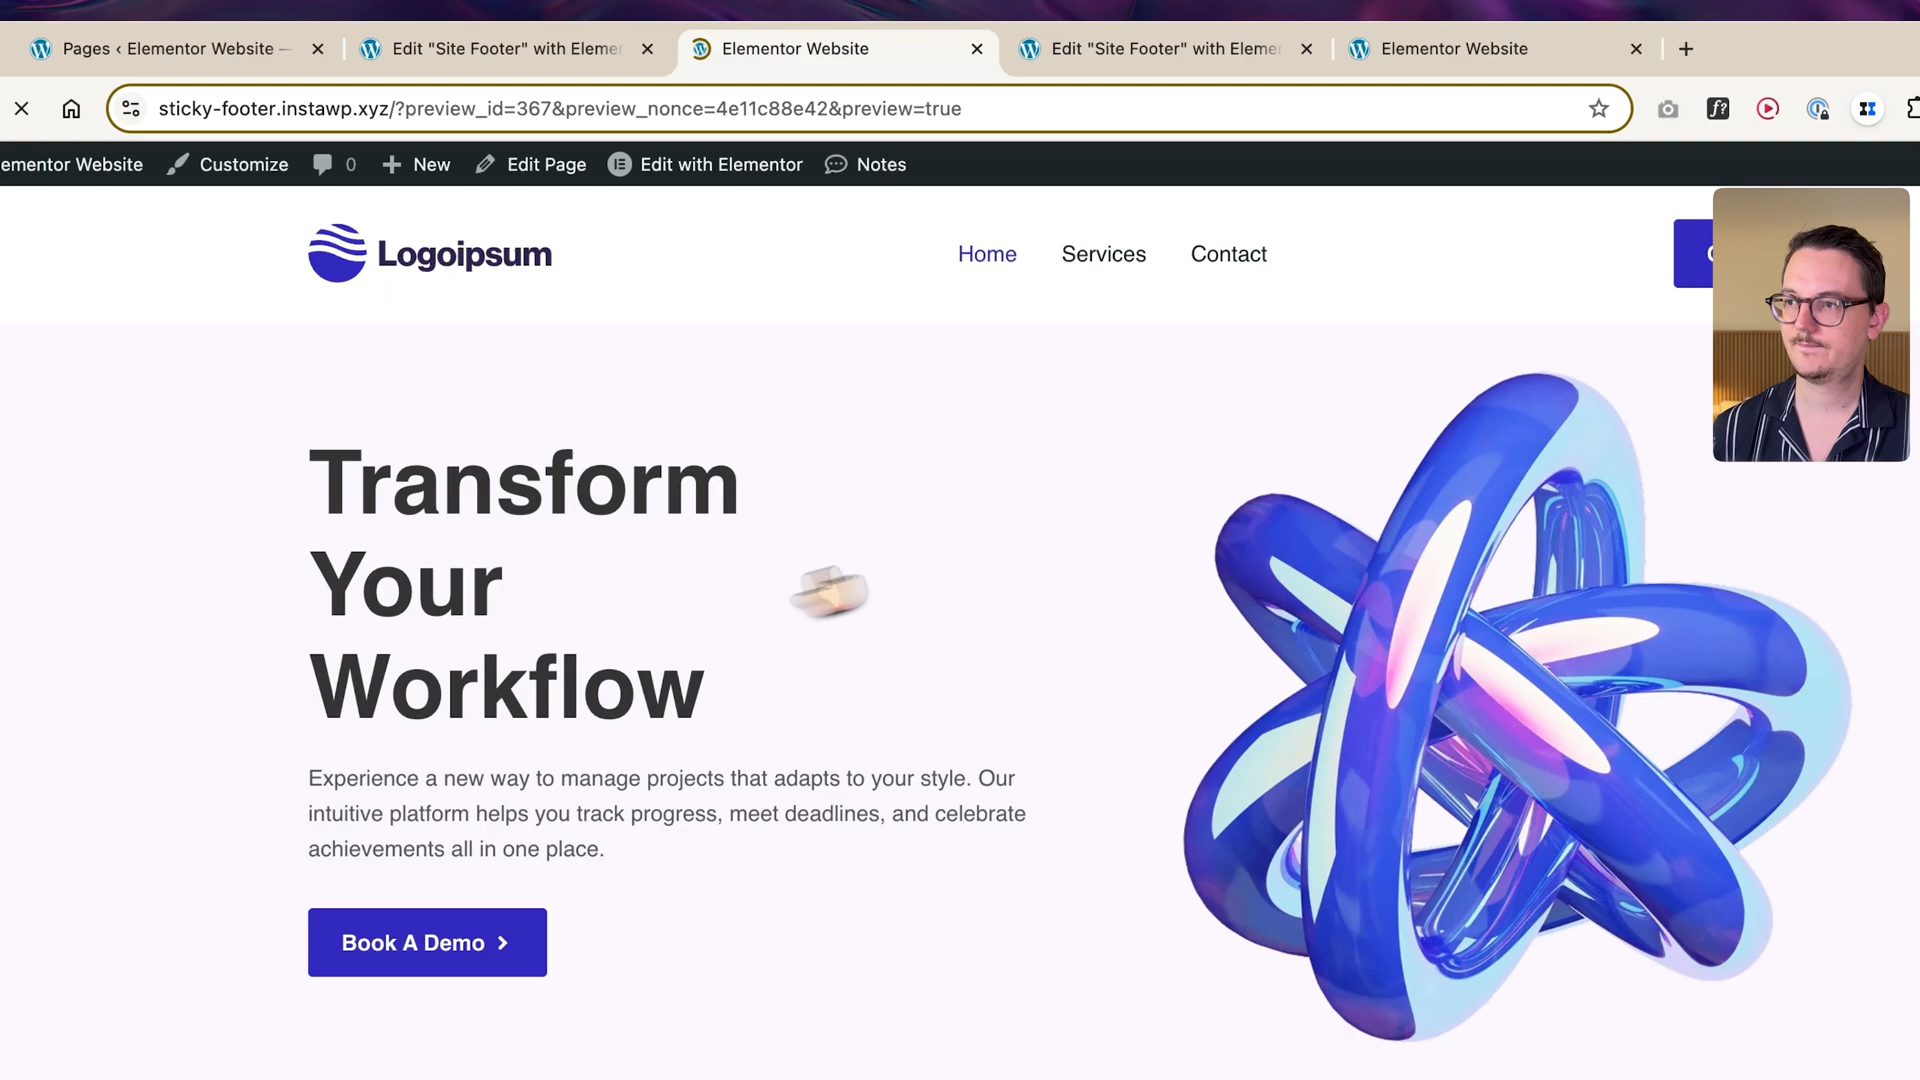 Pages ‹ Elementor Website —
Edit "Site Footer" with Elemen
Elementor Website
Edit "Site Footer" with Elemen
Elementor Website
sticky-footer.instawp.xyz/?preview_id=367&preview_nonce=4e11c88e42&preview=true
ementor Website
Customize
0
New
Edit Page
Edit with Elementor
Notes
Logoipsum
Home
Services
Contact
Transform
Your
Workflow
Experience a new way to manage projects that adapts to your style. Our
intuitive platform helps you track progress, meet deadlines, and celebrate
achievements all in one place.
Book A Demo